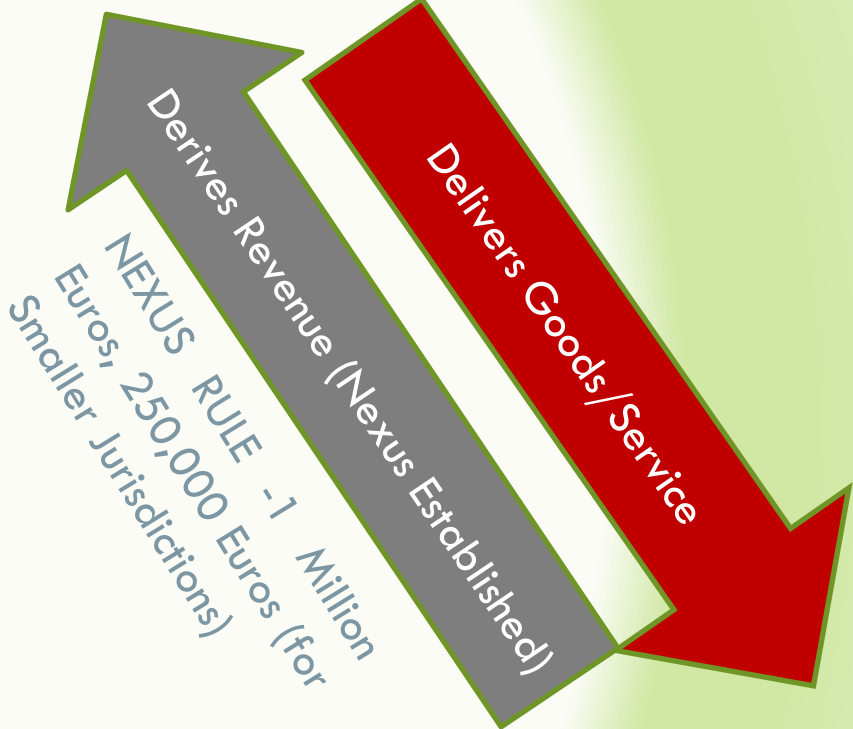 Delivers Goods/Service
Derives Revenue (Nexus Established)
NEXUS RULE -1 Million
Euros, 250,000 Euros (for
Smaller Jurisdictions)